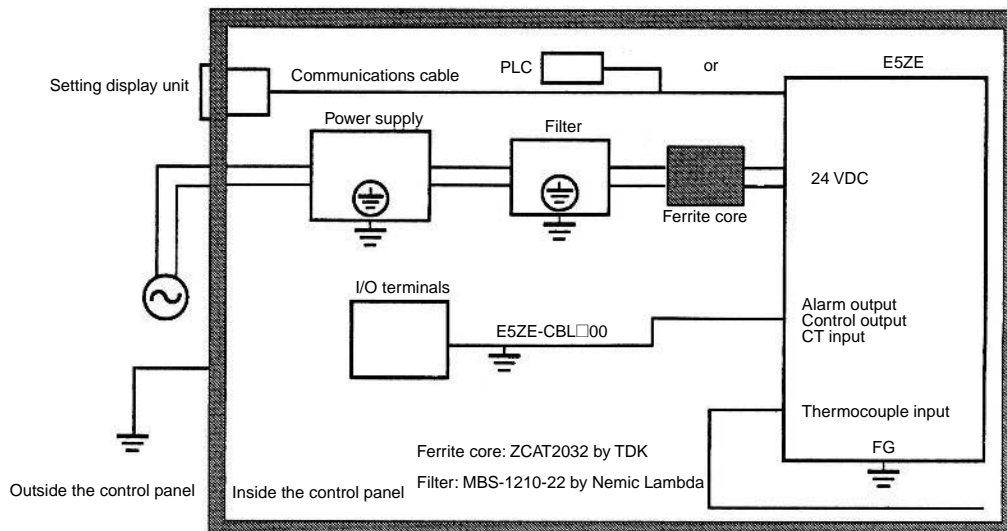 PLC
or
E5ZE
Setting display unit
Communications cable
Power supply
Filter
24 VDC
Ferrite core
I/O terminals
E5ZE-CBL□00
Alarm output
Control output
CT input
Thermocouple input
Ferrite core: ZCAT2032 by TDK
FG
Filter: MBS-1210-22 by Nemic Lambda
Outside the control panel
Inside the control panel